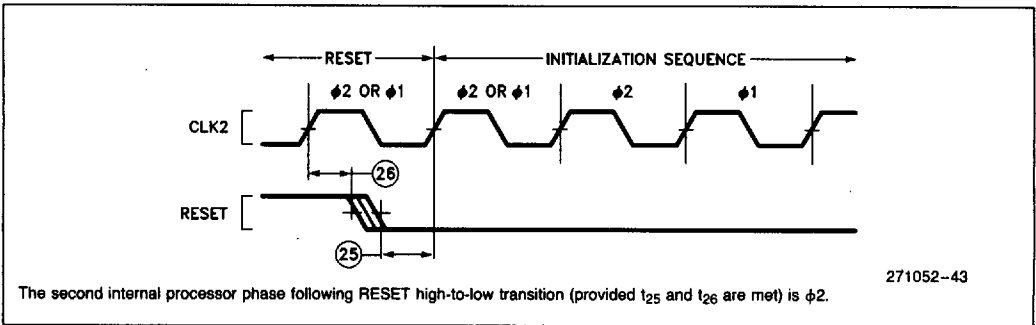 RESET INITIALIZATION SEQUENCE
ϕ2 OR ϕ1 ϕ2 OR ϕ1 ϕ2 ϕ1
CLK2
26
RESET
25
271052–43
The second internal processor phase following RESET high-to-low transition (provided t25 and t26 are met) is ϕ2.